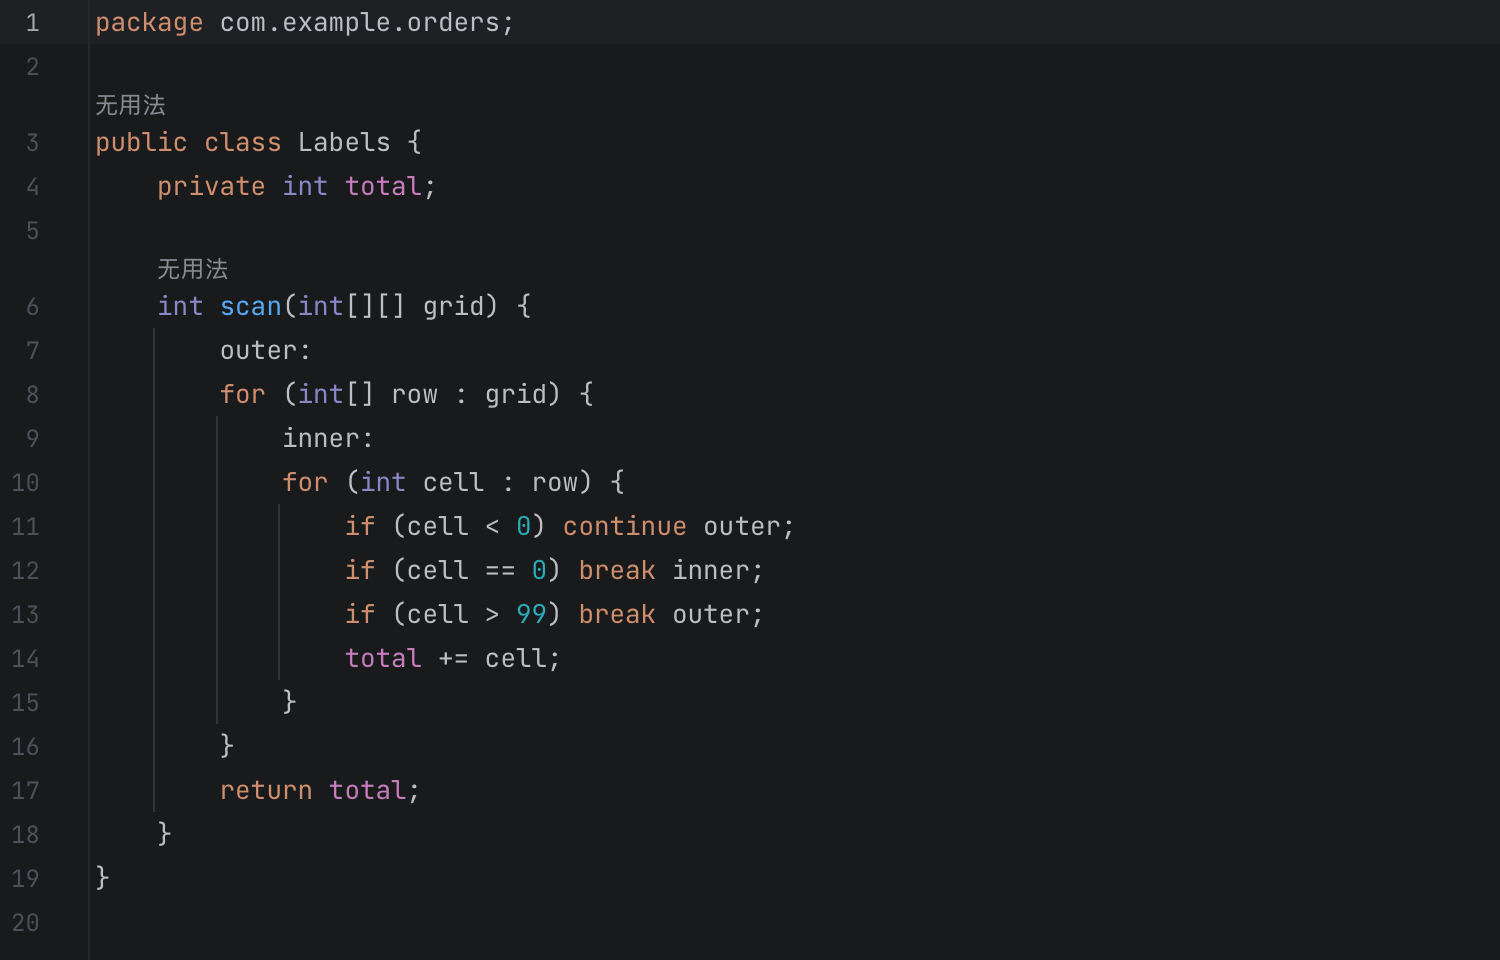 1 package com.example.orders;
2
无用法
3 public class Labels {
4     private int total;
5
    无用法
6     int scan(int[][] grid) {
7         outer:
8         for (int[] row : grid) {
9             inner:
10             for (int cell : row) {
11                 if (cell < 0) continue outer;
12                 if (cell == 0) break inner;
13                 if (cell > 99) break outer;
14                 total += cell;
15             }
16         }
17         return total;
18     }
19 }
20